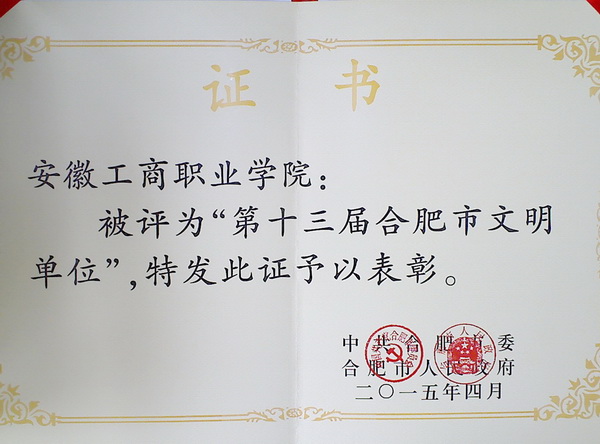 证书
安徽工商职业学院：
被评为“第十三届合肥市文明
单位”，特发此证予以表彰。
中共合肥市委
合肥市人民政府
二〇一五年四月